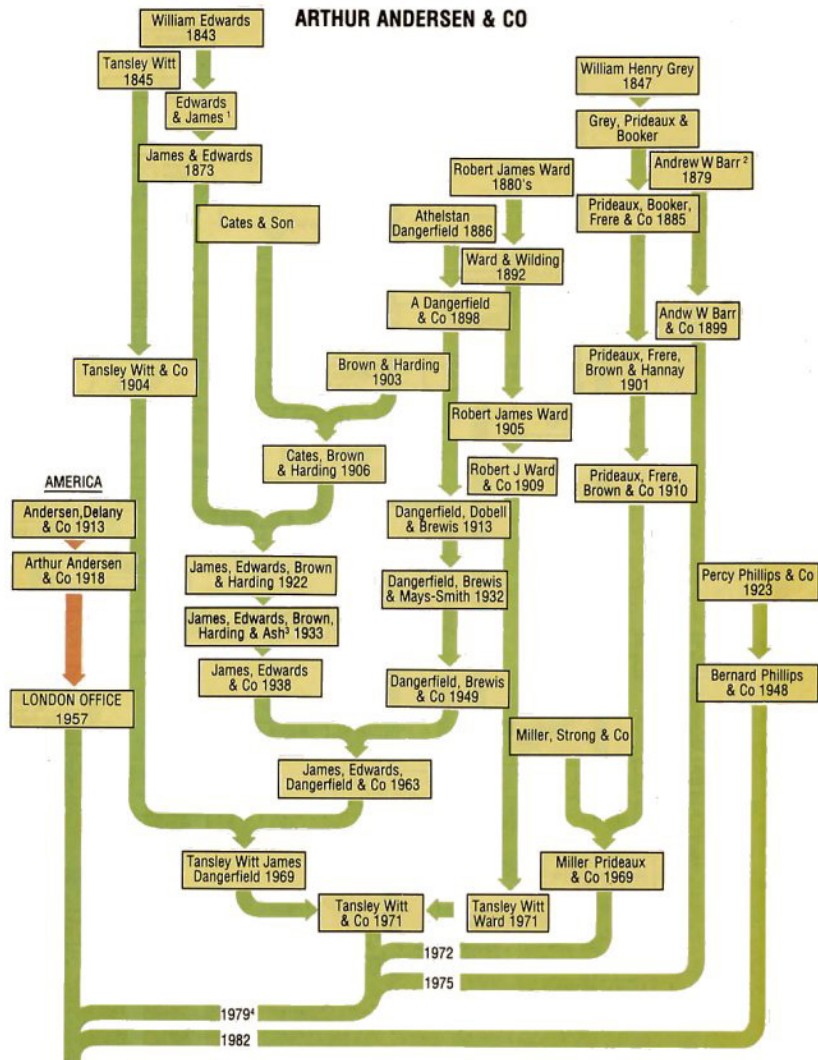 ARTHUR ANDERSEN & CO
William Edwards
1843
Tansley Witt
1845
William Henry Grey
1847
Edwards
& James ¹
Grey, Prideaux &
Booker
James & Edwards
1873
Robert James Ward
1880's
Andrew W Barr ²
1879
Cates & Son
Athelstan
Dangerfield 1886
Prideaux, Booker,
Frere & Co 1885
Ward & Wilding
1892
A Dangerfield
& Co 1898
Andw W Barr
& Co 1899
Tansley Witt & Co
1904
Brown & Harding
1903
Prideaux, Frere,
Brown & Hannay
1901
Robert James Ward
1905
Cates, Brown
& Harding 1906
Robert J Ward
& Co 1909
Prideaux, Frere,
Brown & Co 1910
AMERICA
Andersen, Delany
& Co 1913
Dangerfield, Dobell
& Brewis 1913
Arthur Andersen
& Co 1918
James, Edwards, Brown
& Harding 1922
Dangerfield, Brewis
& Mays-Smith 1932
Percy Phillips & Co
1923
James, Edwards, Brown,
Harding & Ash³ 1933
James, Edwards
& Co 1938
Dangerfield, Brewis
& Co 1949
Bernard Phillips
& Co 1948
LONDON OFFICE
1957
Miller, Strong & Co
James, Edwards,
Dangerfield & Co 1963
Tansley Witt James
Dangerfield 1969
Miller Prideaux
& Co 1969
Tansley Witt
& Co 1971
Tansley Witt
Ward 1971
1972
1975
1979⁴
1982